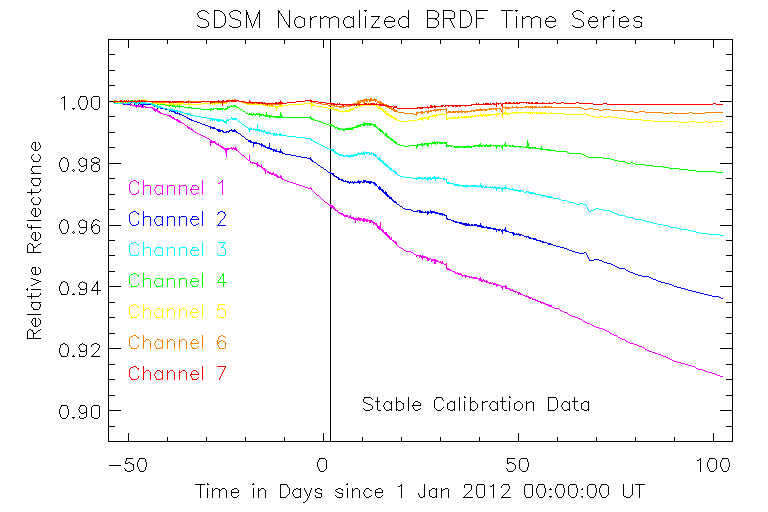 SDSM Normalized BRDF Time Series
Relative Reflectance
1.00
0.98
0.96
0.94
0.92
0.90
Channel 1
Channel 2
Channel 3
Channel 4
Channel 5
Channel 6
Channel 7
Stable Calibration Data
-50 0 50 100
Time in Days since 1 Jan 2012 00:00:00 UT